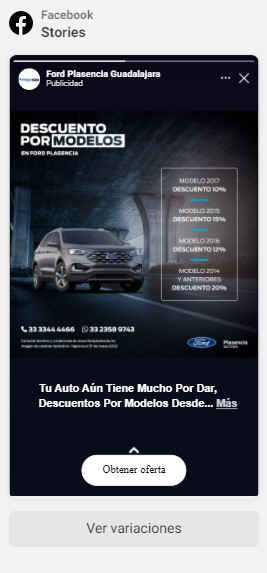 Facebook
Stories
Ford Plasencia Guadalajara
Publicidad
DESCUENTO
POR MODELOS
EN FORD PLASENCIA
MODELO 2017
DESCUENTO 10%
MODELO 2015
DESCUENTO 15%
MODELO 2016
DESCUENTO 12%
MODELO 2014
Y ANTERIORES
DESCUENTO 20%
33 3344 4466 33 2358 9743
Ford Plasencia
Tu Auto Aún Tiene Mucho Por Dar,
Descuentos Por Modelos Desde... Más
Obtener oferta
Ver variaciones